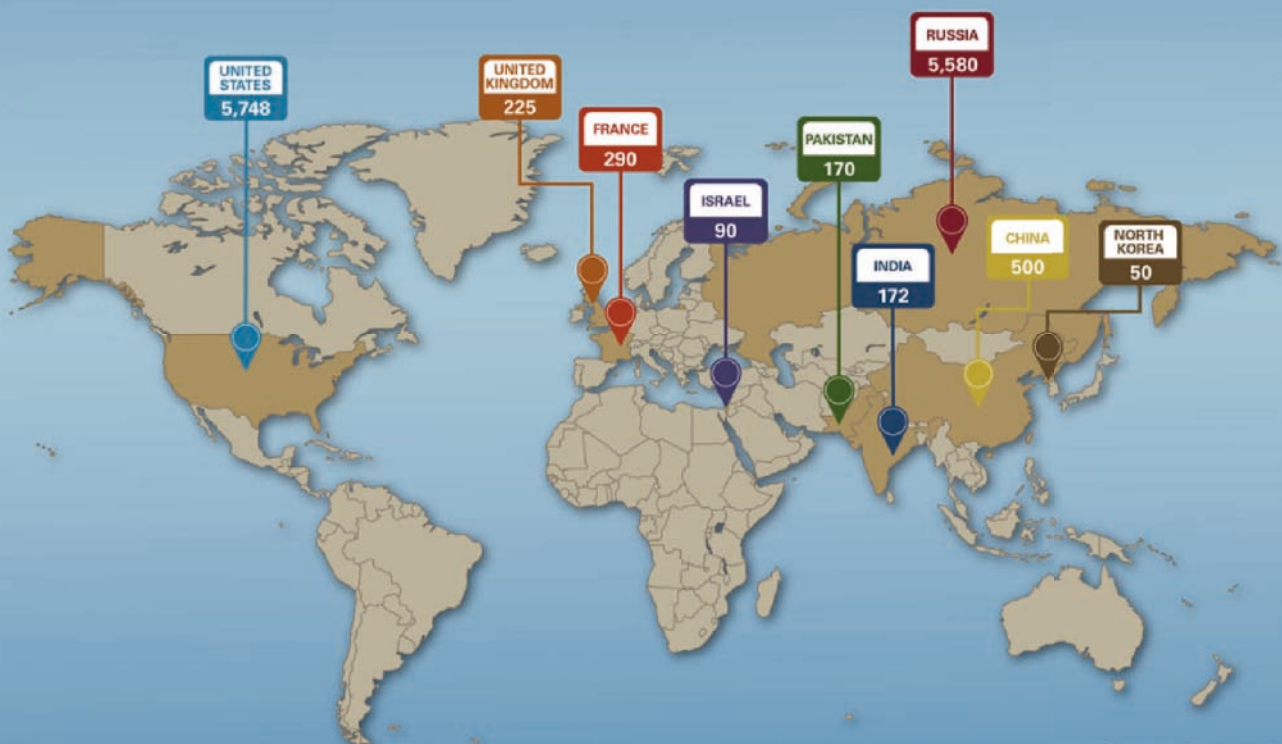 UNITED
STATES
5,748
UNITED
KINGDOM
225
FRANCE
290
ISRAEL
90
PAKISTAN
170
INDIA
172
RUSSIA
5,580
CHINA
500
NORTH
KOREA
50